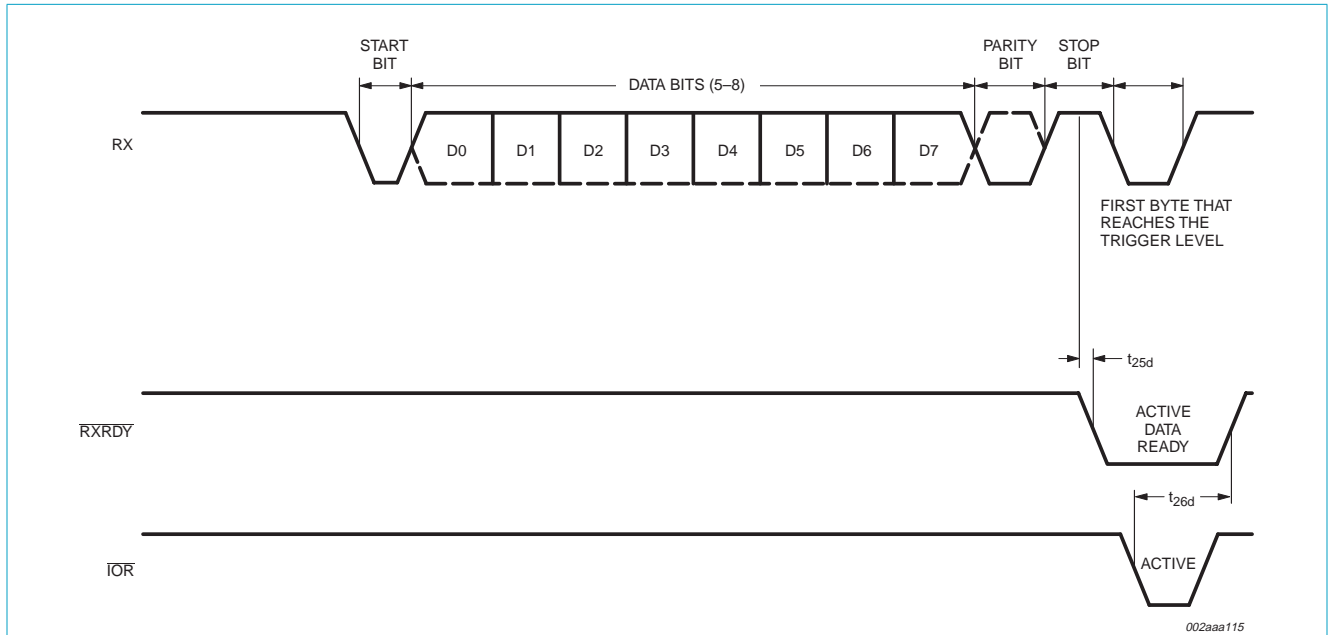 START
BIT
DATA BITS (5–8)
PARITY
BIT
STOP
BIT
RX
D0 D1 D2 D3 D4 D5 D6 D7
FIRST BYTE THAT
REACHES THE
TRIGGER LEVEL
t25d
RXRDY
ACTIVE
DATA
READY
t26d
IOR
ACTIVE
002aaa115